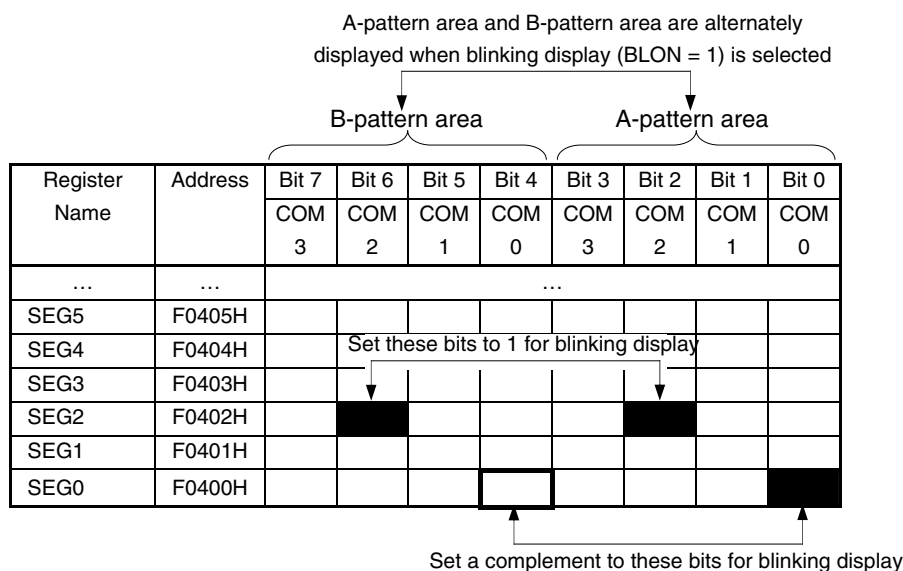 A-pattern area and B-pattern area are alternately
displayed when blinking display (BLON = 1) is selected
B-pattern area A-pattern area
Register Address Bit 7 Bit 6 Bit 5 Bit 4 Bit 3 Bit 2 Bit 1 Bit 0
Name COM COM COM COM COM COM COM COM
3 2 1 0 3 2 1 0
… … …
SEG5 F0405H
SEG4 F0404H Set these bits to 1 for blinking display
SEG3 F0403H
SEG2 F0402H
SEG1 F0401H
SEG0 F0400H
Set a complement to these bits for blinking display